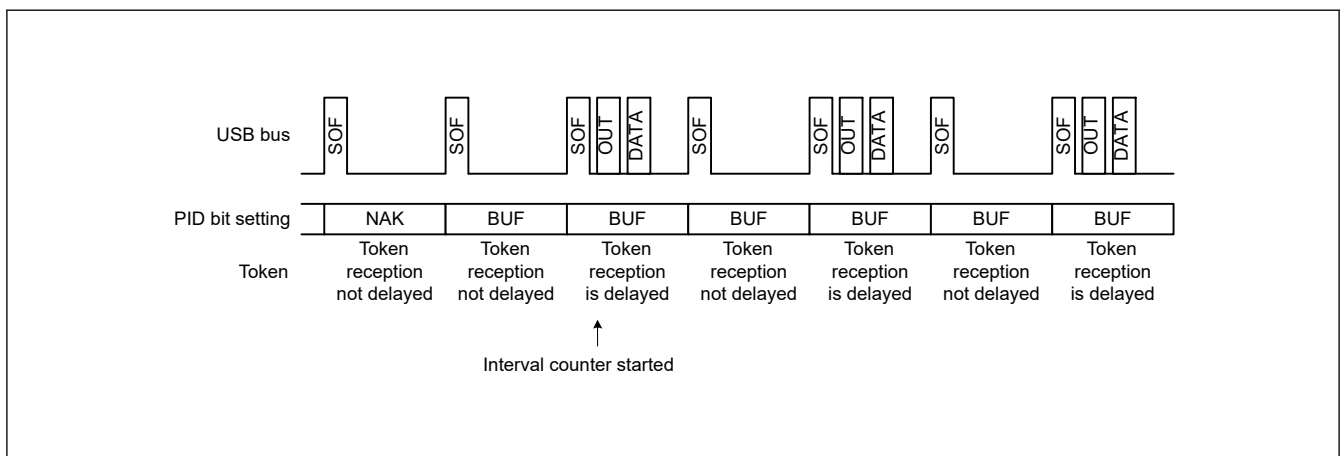 USB bus
SOF
SOF
SOF OUT DATA
SOF
SOF OUT DATA
SOF
SOF OUT DATA
PID bit setting
NAK BUF BUF BUF BUF BUF BUF
Token
Token reception not delayed
Token reception not delayed
Token reception is delayed
Token reception not delayed
Token reception is delayed
Token reception not delayed
Token reception is delayed
Interval counter started